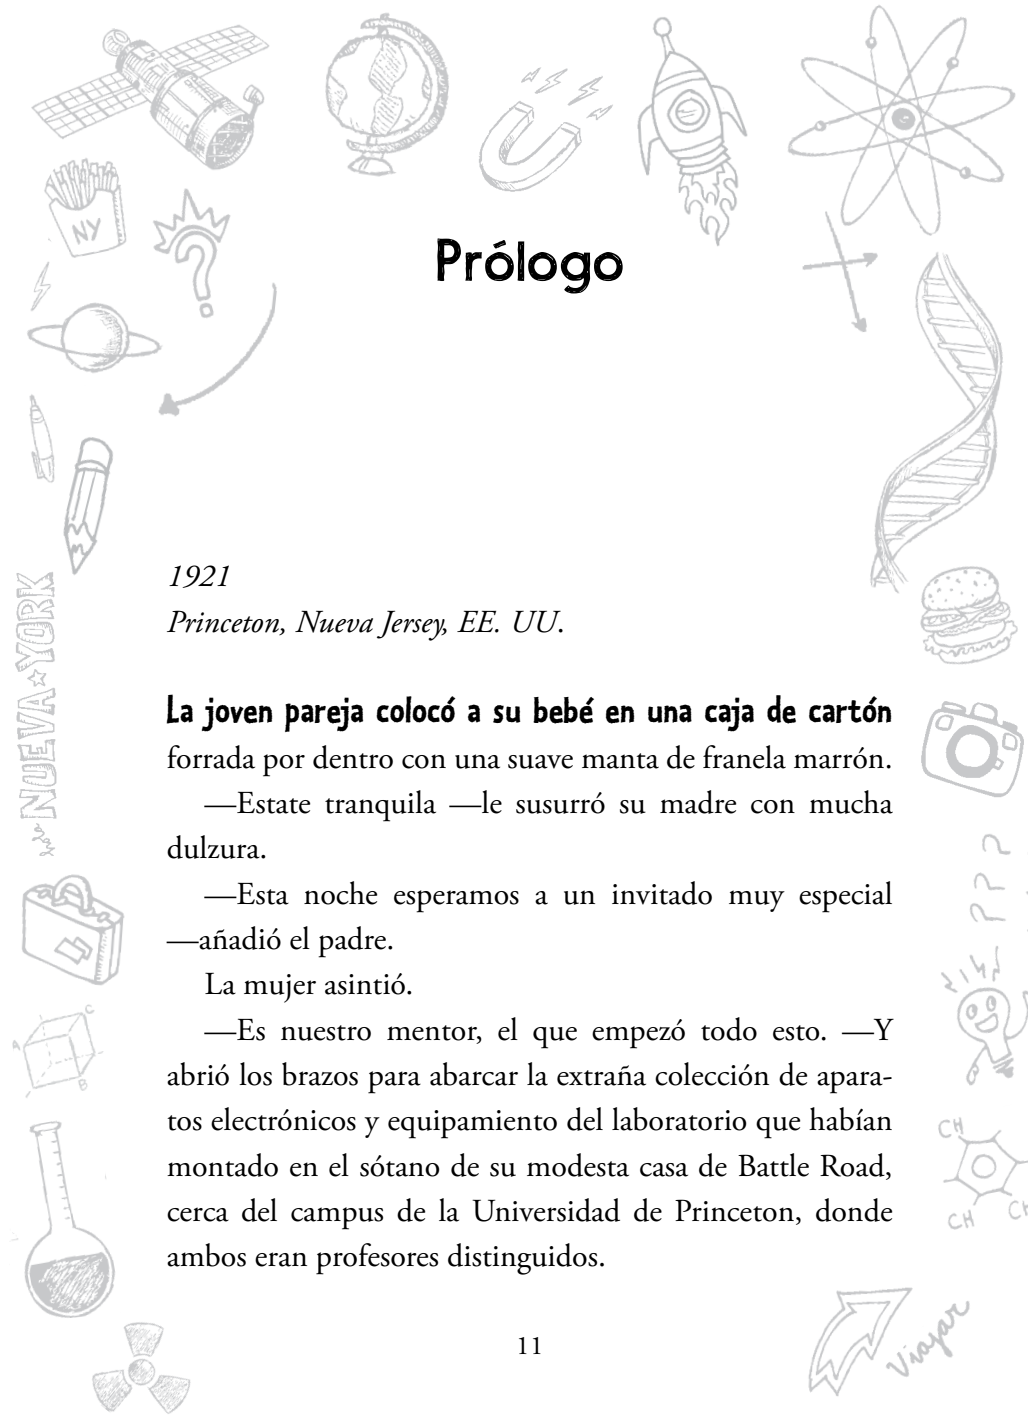 NY
Prólogo
NUEVA YORK
1921
Princeton, Nueva Jersey, EE. UU.
La joven pareja colocó a su bebé en una caja de cartón
forrada por dentro con una suave manta de franela marrón.
—Estate tranquila —le susurró su madre con mucha
dulzura.
—Esta noche esperamos a un invitado muy especial
—añadió el padre.
La mujer asintió.
—Es nuestro mentor, el que empezó todo esto. —Y
abrió los brazos para abarcar la extraña colección de apara-
tos electrónicos y equipamiento del laboratorio que habían
montado en el sótano de su modesta casa de Battle Road,
cerca del campus de la Universidad de Princeton, donde
ambos eran profesores distinguidos.
A
C
B
???
CH
CH
CH
11
Viajar